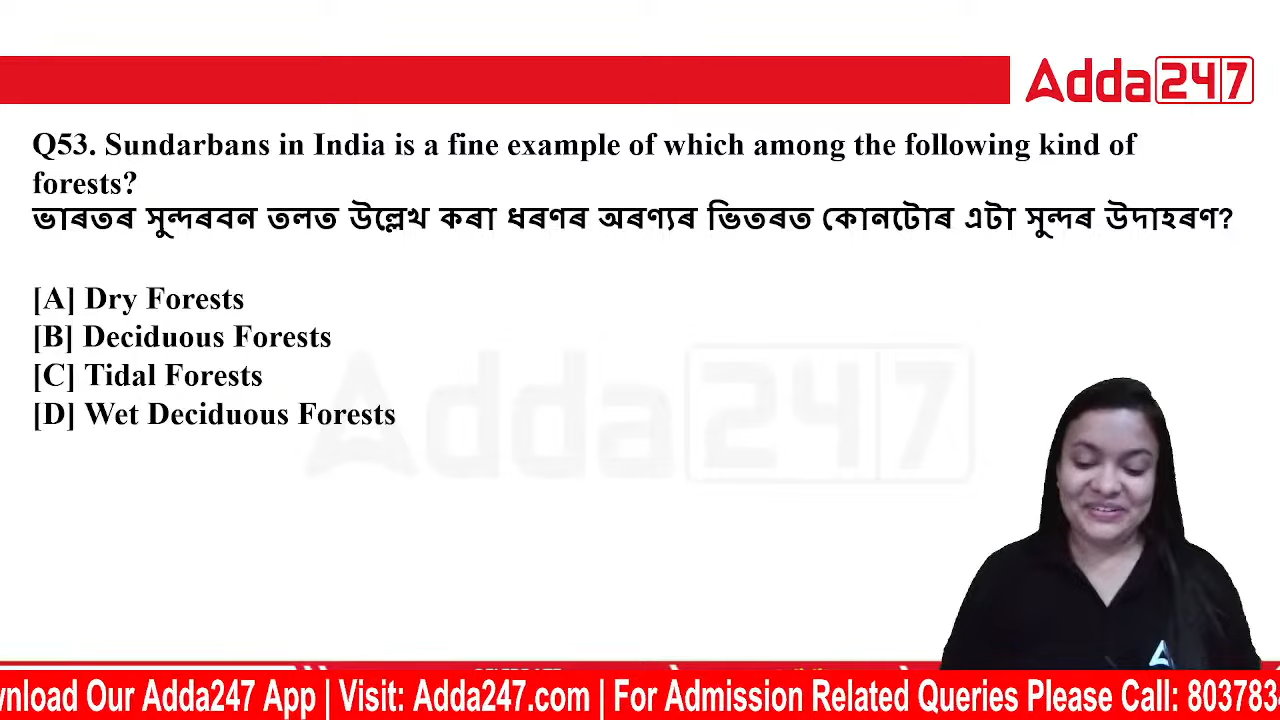 Adda247
Q53. Sundarbans in India is a fine example of which among the following kind of
forests?
ভাৰতৰ সুন্দৰবন তলত উল্লেখ কৰা ধৰণৰ অৰণ্যৰ ভিতৰত কোনটোৰ এটা সুন্দৰ উদাহৰণ?
[A] Dry Forests
[B] Deciduous Forests
[C] Tidal Forests
[D] Wet Deciduous Forests
Adda247
Our Adda247 App | Visit: Adda247.com | For Admission Related Queries Please Call: 803783